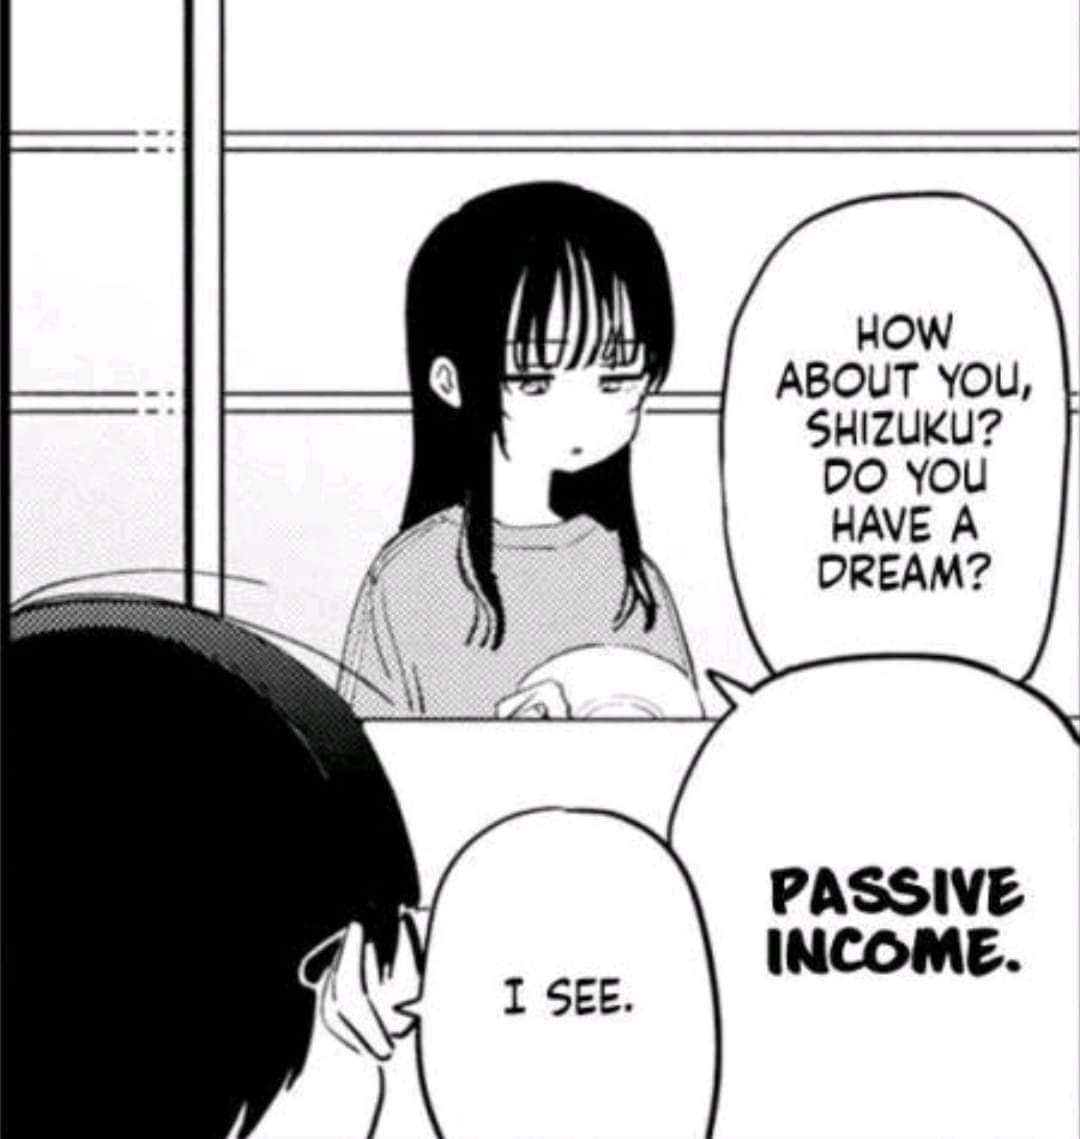 HOW
ABOUT YOU,
SHIZUKU?
DO YOU
HAVE A
DREAM?
PASSIVE
INCOME.
I SEE.